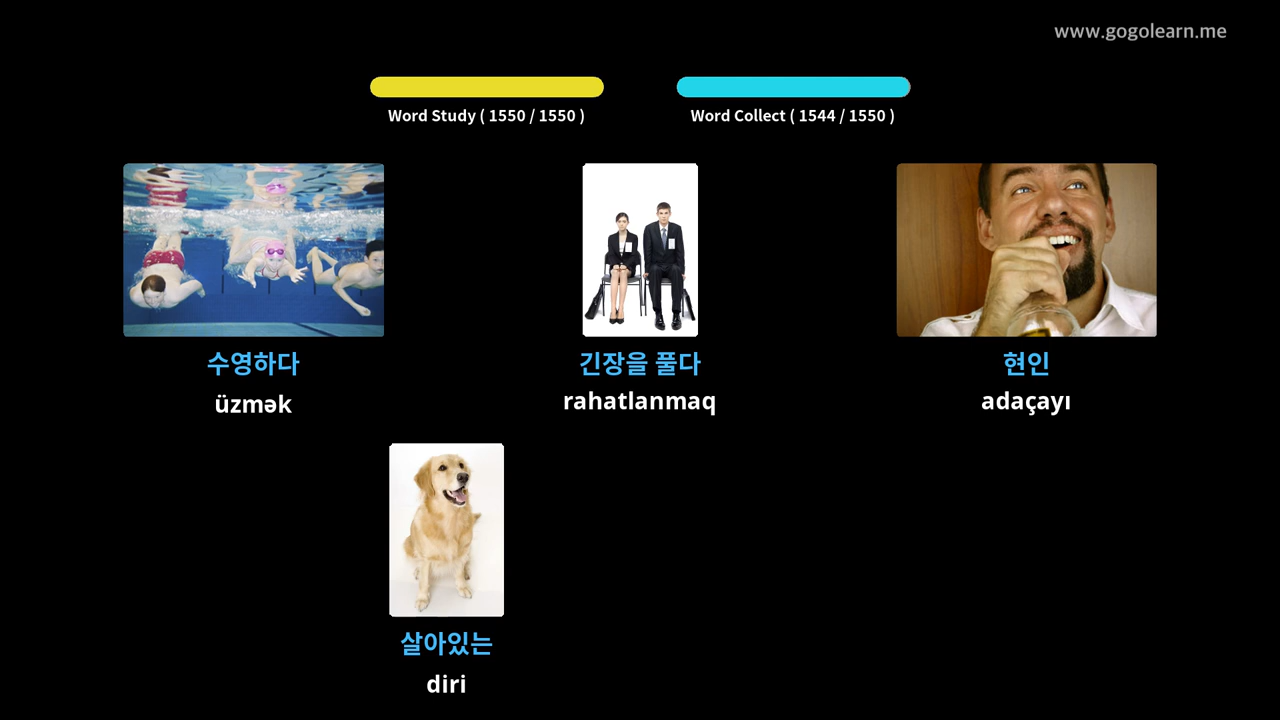 www.gogolearn.me
Word Study ( 1550 / 1550 )
Word Collect ( 1544 / 1550 )
수영하다
üzmək
긴장을 풀다
rahatlanmaq
현인
adaçayı
살아있는
diri